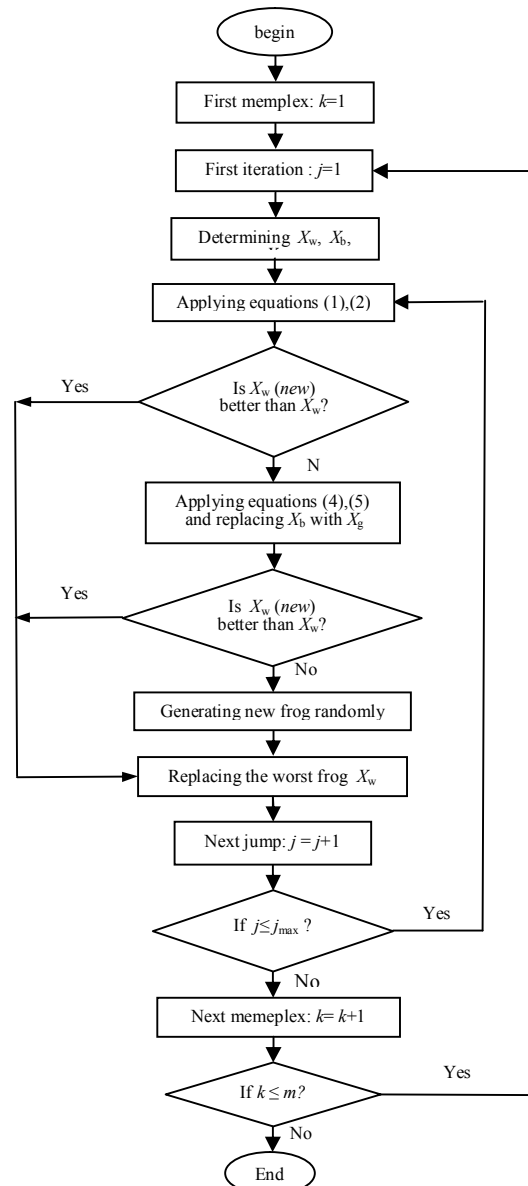 begin
First memplex: k=1
First iteration : j=1
Determining Xw, Xb,
Applying equations (1),(2)
Yes
Is Xw (new)
better than Xw?
N
Applying equations (4),(5)
and replacing Xb with Xg
Yes
Is Xw (new)
better than Xw?
No
Generating new frog randomly
Replacing the worst frog Xw
Next jump: j = j+1
If j≤jmax ?
Yes
No
Next memeplex: k= k+1
If k ≤ m?
Yes
No
End